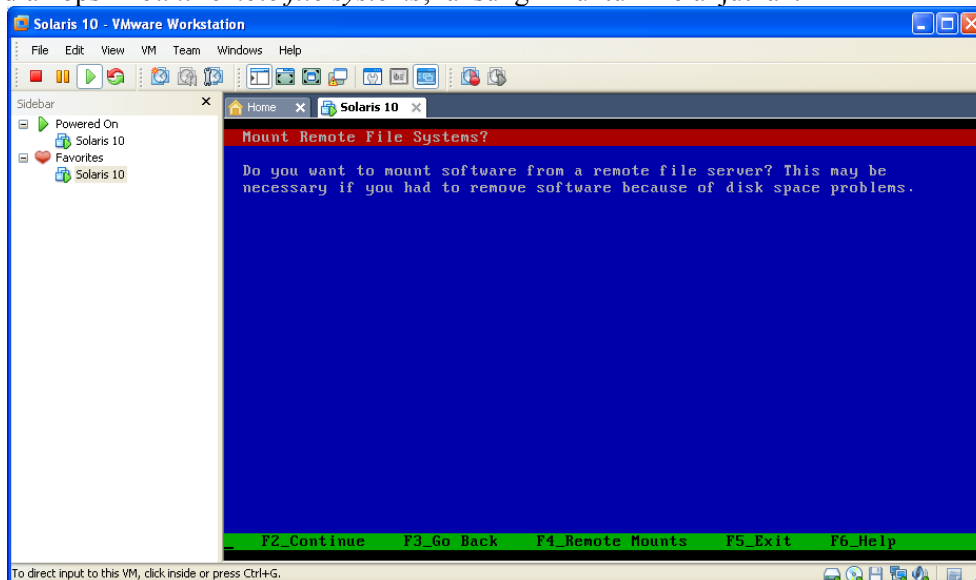 Solaris 10 - VMware Workstation
File Edit View VM Team Windows Help
Sidebar
Powered On
Solaris 10
Favorites
Solaris 10
Home
Solaris 10
Mount Remote File Systems?
Do you want to mount software from a remote file server? This may be
necessary if you had to remove software because of disk space problems.
F2_Continue F3_Go Back F4_Remote Mounts F5_Exit F6_Help
To direct input to this VM, click inside or press Ctrl+G.